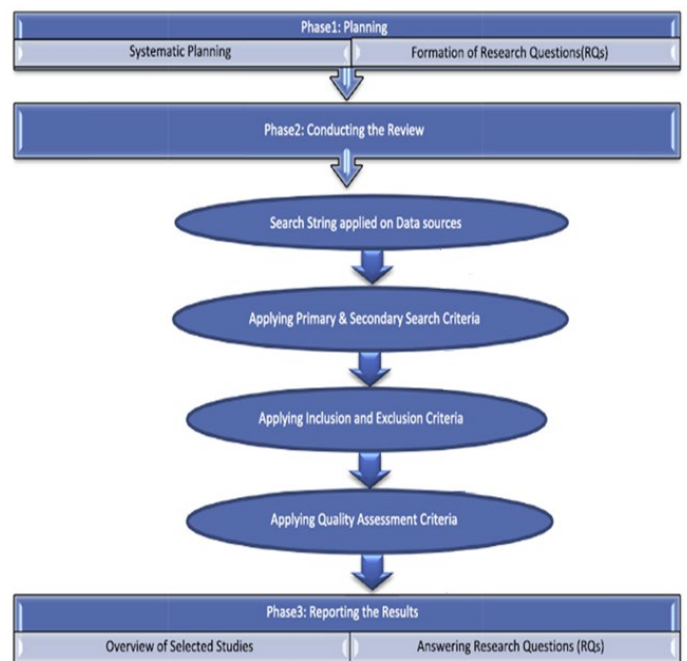 Phase1: Planning
Systematic Planning
Formation of Research Questions(RQs)
Phase2: Conducting the Review
Search String applied on Data sources
Applying Primary & Secondary Search Criteria
Applying Inclusion and Exclusion Criteria
Applying Quality Assessment Criteria
Phase3: Reporting the Results
Overview of Selected Studies
Answering Research Questions (RQs)